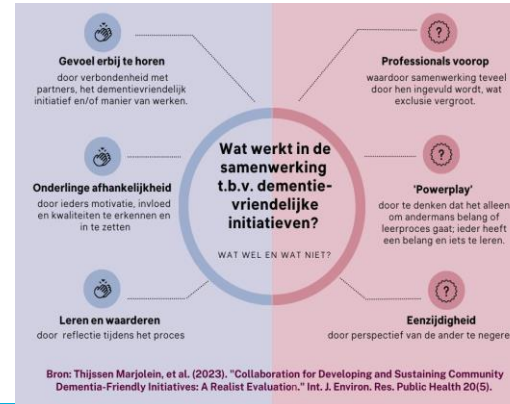 Gevoel erbij te horen
door verbondenheid met
partners, het dementievriendelijk
initiatief en/of manier van werken.
Onderlinge afhankelijkheid
door ieders motivatie, invloed
en kwaliteiten te erkennen en
in te zetten
Leren en waarderen
door reflectie tijdens het proces
Wat werkt in de
samenwerking
t.b.v. dementie-
vriendelijke
initiatieven?
WAT WEL EN WAT NIET?
Professionals voorop
waardoor samenwerking teveel
door hen ingevuld wordt, wat
exclusie vergroot.
'Powerplay'
door te denken dat het alleen
om andermans belang of
leerproces gaat; ieder heeft
een belang en iets te leren.
Eenzijdigheid
door perspectief van de ander te negere
Bron: Thijssen Marjolein, et al. (2023). "Collaboration for Developing and Sustaining Community
Dementia-Friendly Initiatives: A Realist Evaluation." Int. J. Environ. Res. Public Health 20(5).